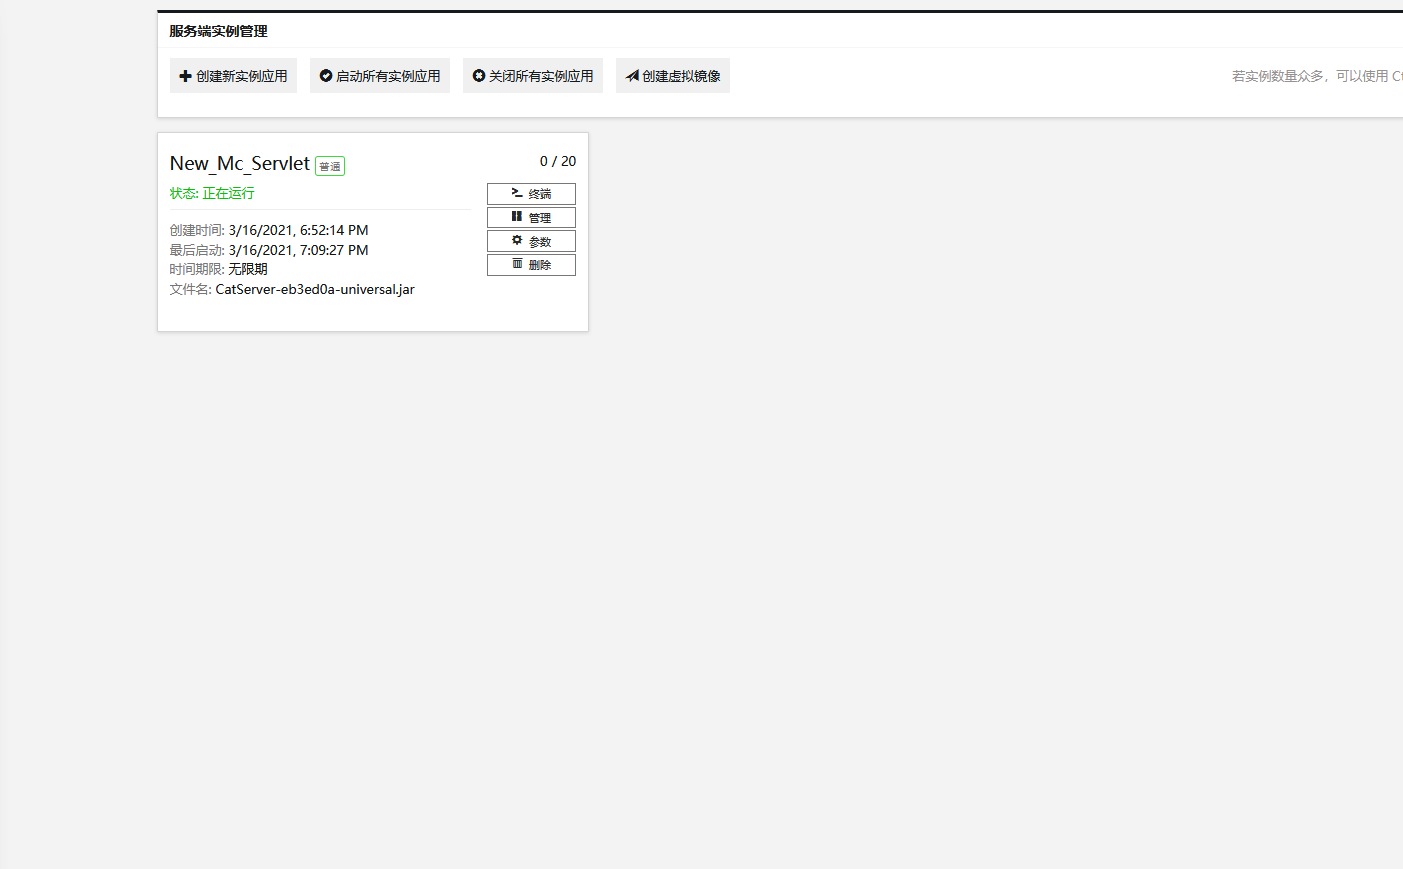 服务端实例管理
创建新实例应用 启动所有实例应用 关闭所有实例应用 创建虚拟镜像 若实例数量众多，可以使用
New_Mc_Servlet 普通 0 / 20
状态: 正在运行
终端
管理
参数
删除
创建时间: 3/16/2021, 6:52:14 PM
最后启动: 3/16/2021, 7:09:27 PM
时间期限: 无限期
文件名: CatServer-eb3ed0a-universal.jar